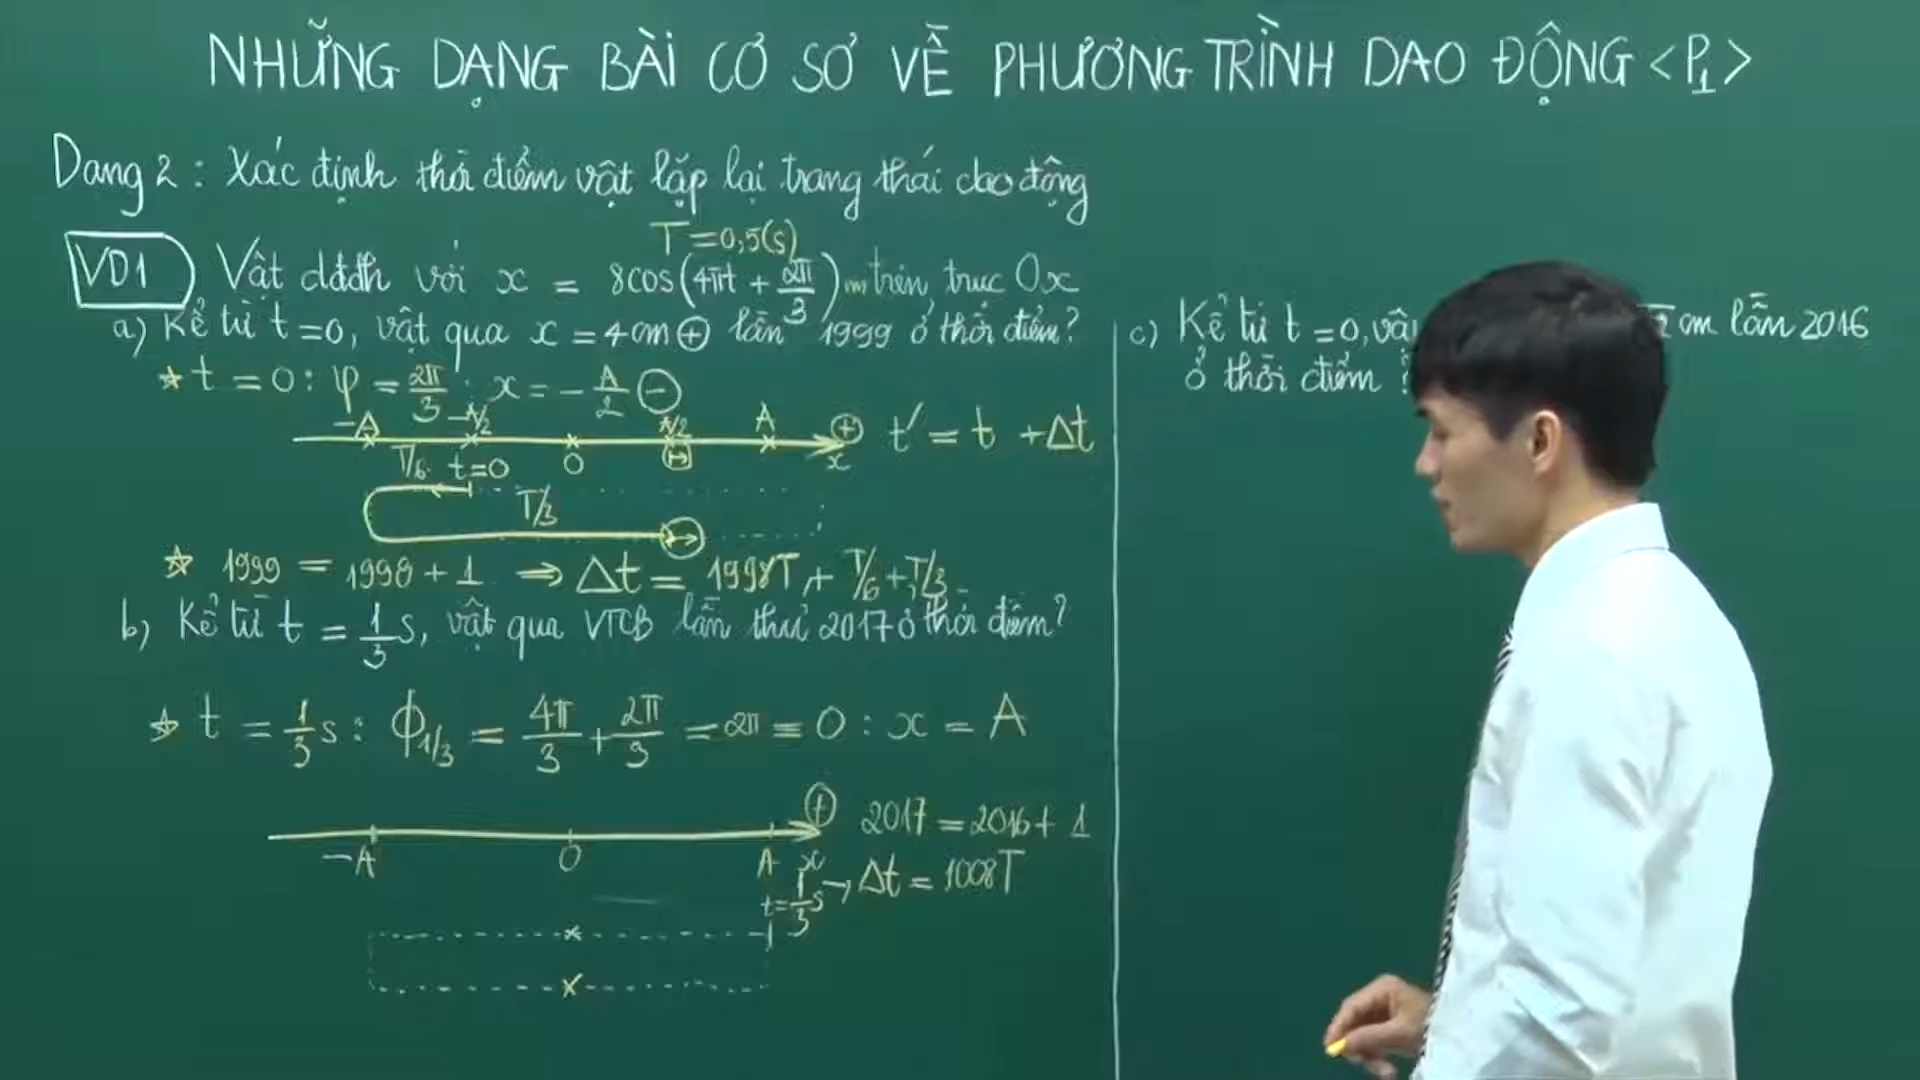 NHỮNG DẠNG BÀI CƠ SỞ VỀ PHƯƠNG TRÌNH DAO ĐỘNG <P1>
Dạng 2 : Xác định thời điểm vật lặp lại trạng thái dao động
T = 0,5(s)
VD1 Vật dđđh với x = 8cos(4πt + 2π/3) cm trên trục Ox
a) Kể từ t = 0, vật qua x = 4cm ⊕ lần 1999 ở thời điểm?
☆ t = 0 : φ = 2π/3 : x = -A/2 ⊖
-A -A/2 A/2 A ⊕ t' = t + Δt
T/6 t=0 O x
T/3
☆ 1999 = 1998 + 1 ⇒ Δt = 1998T + T/6 + T/3
b) Kể từ t = 1/3 s, vật qua VTCB lần thứ 2017 ở thời điểm?
☆ t = 1/3 s : ϕ1/3 = 4π/3 + 2π/3 = 2π ≡ 0 : x = A
⊕ 2017 = 2016 + 1
-A O A x
t = 1/3 s → Δt = 1008T
c) Kể từ t = 0, cm lần 2016
ở thời điểm ?